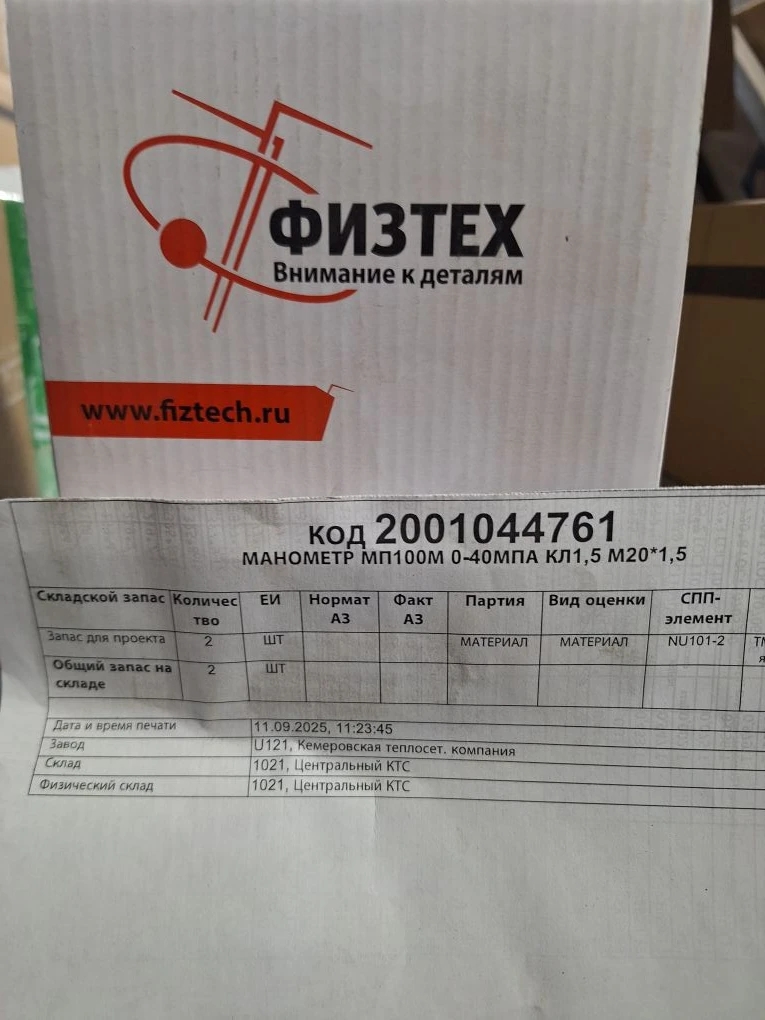 ФИЗТЕХ
Внимание к деталям
www.fiztech.ru
КОД 2001044761
МАНОМЕТР МП100М 0-40МПА КЛ1,5 М20*1,5
Складской запас Количес ЕИ Нормат Факт Партия Вид оценки СПП-
тво АЗ АЗ элемент
Запас для проекта 2 ШТ МАТЕРИАЛ МАТЕРИАЛ NU101-2
Общий запас на 2 ШТ
складе
Дата и время печати 11.09.2025, 11:23:45
Завод U121, Кемеровская теплосет. компания
Склад 1021, Центральный КТС
Физический склад 1021, Центральный КТС